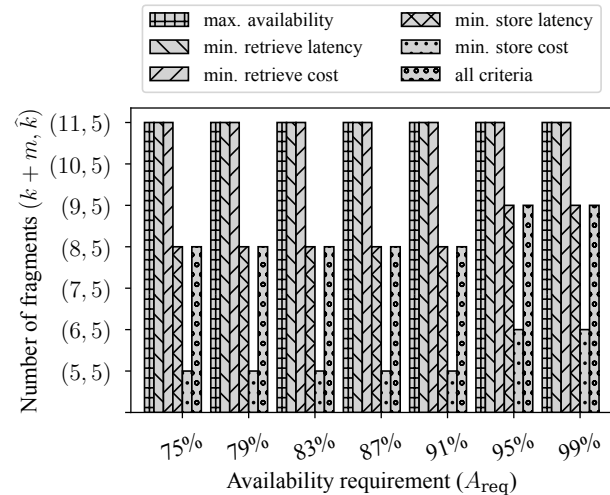 max. availability
min. retrieve latency
min. retrieve cost
min. store latency
min. store cost
all criteria
Number of fragments (k + m, k̂)
(11, 5)
(10, 5)
(9, 5)
(8, 5)
(7, 5)
(6, 5)
(5, 5)
75% 79% 83% 87% 91% 95% 99%
Availability requirement (A_req)